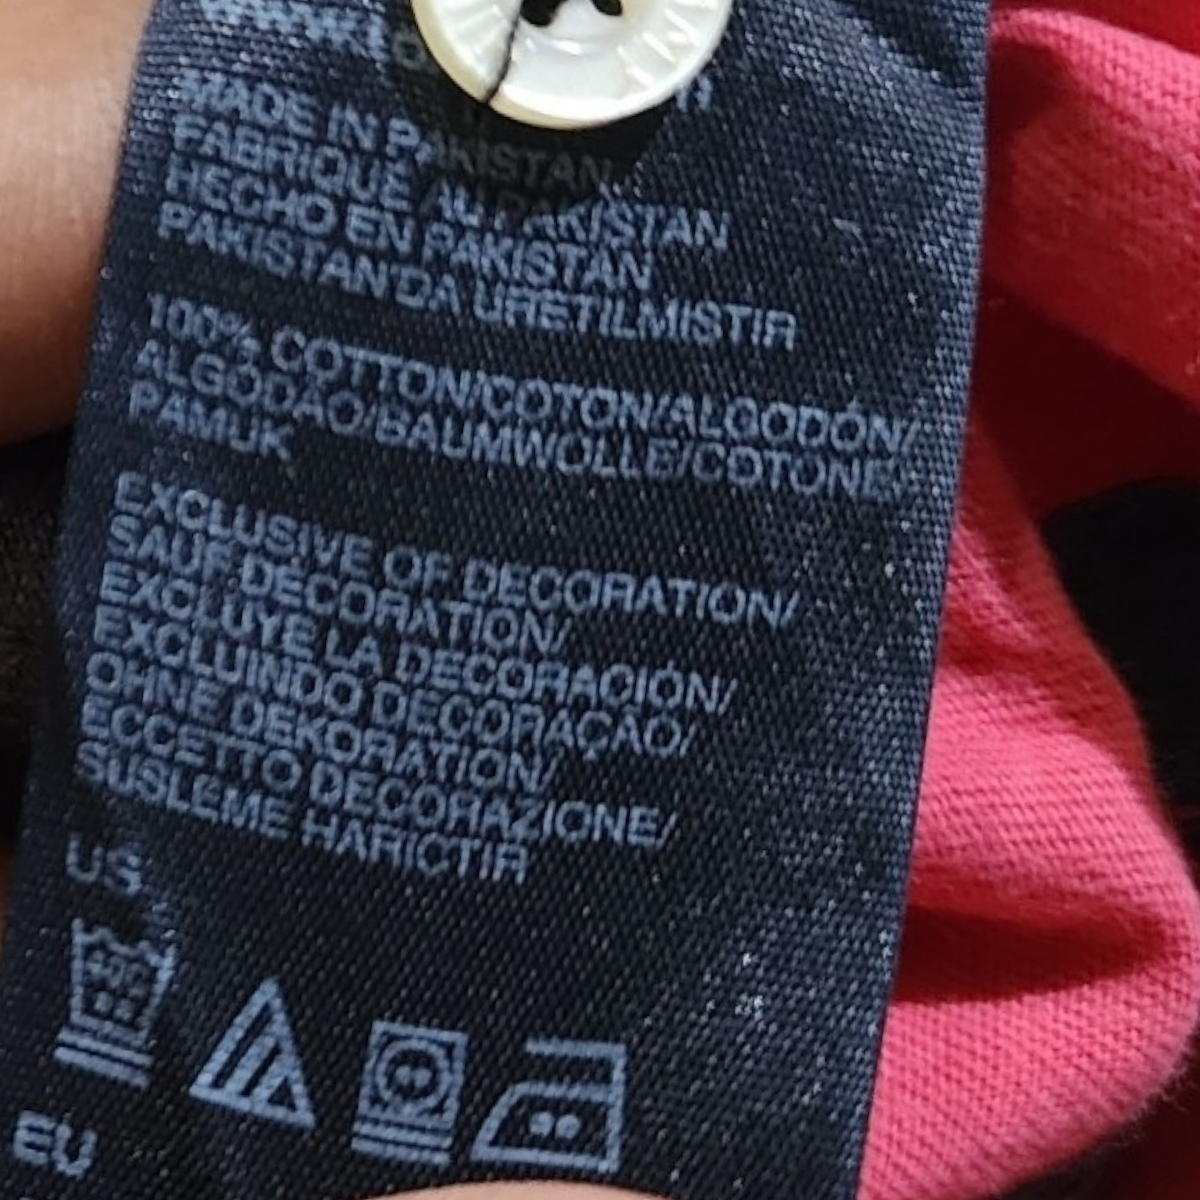 MADE IN PAKISTAN
FABRIQUE AU PAKISTAN
HECHO EN PAKISTAN
PAKISTAN'DA URETILMISTIR
100% COTTON/COTON/ALGODÓN/
ALGODÃO/BAUMWOLLE/COTONE/
PAMUK
EXCLUSIVE OF DECORATION/
SAUF DÉCORATION/
EXCLUYE LA DECORACIÓN/
EXCLUINDO DECORAÇÃO/
OHNE DEKORATION/
ECCETTO DECORAZIONE/
SUSLEME HARICTIR
US
EU